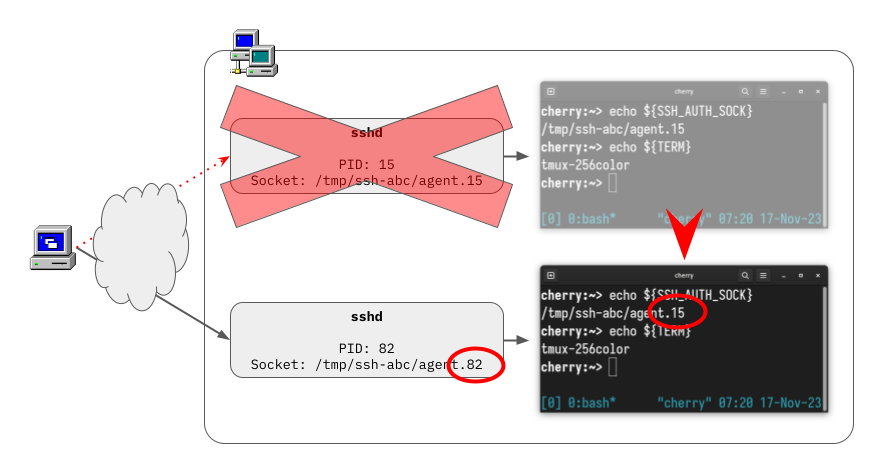 sshd
PID: 15
Socket: /tmp/ssh-abc/agent.15
cherry
cherry:~> echo ${SSH_AUTH_SOCK}
/tmp/ssh-abc/agent.15
cherry:~> echo ${TERM}
tmux-256color
cherry:~>
[0] 0:bash* "cherry" 07:20 17-Nov-23
sshd
PID: 82
Socket: /tmp/ssh-abc/agent.82
cherry
cherry:~> echo ${SSH_AUTH_SOCK}
/tmp/ssh-abc/agent.15
cherry:~> echo ${TERM}
tmux-256color
cherry:~>
[0] 0:bash* "cherry" 07:20 17-Nov-23